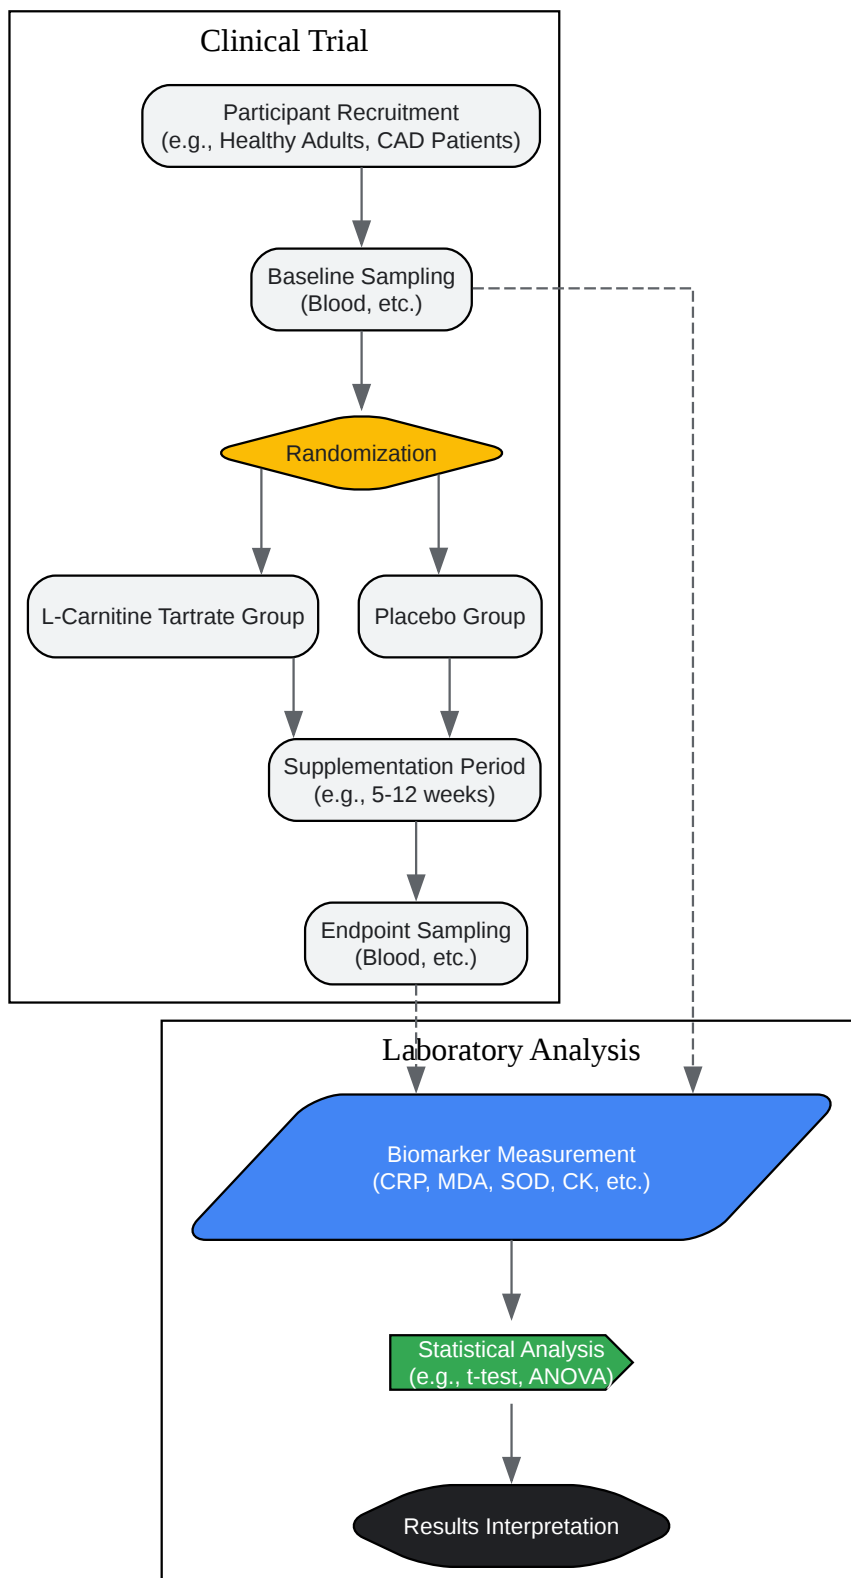 Clinical Trial
Participant Recruitment
(e.g., Healthy Adults, CAD Patients)
Baseline Sampling
(Blood, etc.)
Randomization
L-Carnitine Tartrate Group
Placebo Group
Supplementation Period
(e.g., 5-12 weeks)
Endpoint Sampling
(Blood, etc.)
Laboratory Analysis
Biomarker Measurement
(CRP, MDA, SOD, CK, etc.)
Statistical Analysis
(e.g., t-test, ANOVA)
Results Interpretation